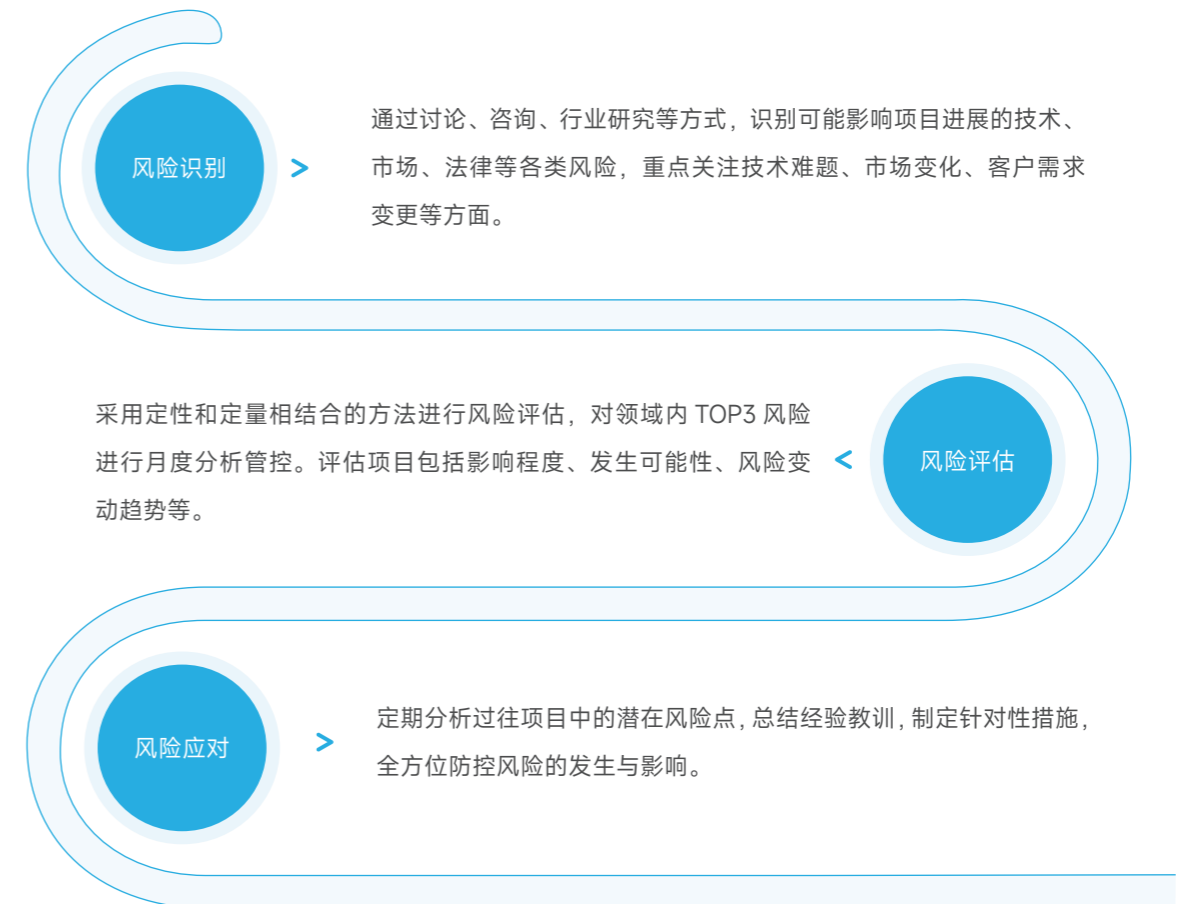 风险识别
通过讨论、咨询、行业研究等方式，识别可能影响项目进展的技术、
市场、法律等各类风险，重点关注技术难题、市场变化、客户需求
变更等方面。
采用定性和定量相结合的方法进行风险评估，对领域内 TOP3 风险
进行月度分析管控。评估项目包括影响程度、发生可能性、风险变
动趋势等。
风险评估
风险应对
定期分析过往项目中的潜在风险点，总结经验教训，制定针对性措施，
全方位防控风险的发生与影响。